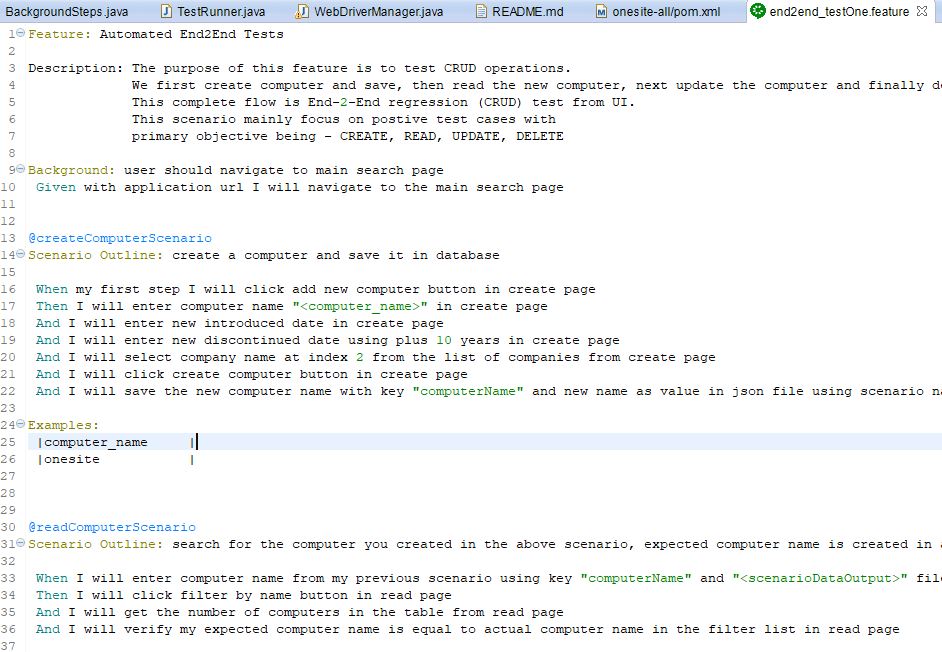 BackgroundSteps.java TestRunner.java WebDriverManager.java README.md onesite-all/pom.xml end2end_testOne.feature
1 Feature: Automated End2End Tests
2
3 Description: The purpose of this feature is to test CRUD operations.
4 We first create computer and save, then read the new computer, next update the computer and finally de
5 This complete flow is End-2-End regression (CRUD) test from UI.
6 This scenario mainly focus on postive test cases with
7 primary objective being - CREATE, READ, UPDATE, DELETE
8
9 Background: user should navigate to main search page
10 Given with application url I will navigate to the main search page
11
12
13 @createComputerScenario
14 Scenario Outline: create a computer and save it in database
15
16 When my first step I will click add new computer button in create page
17 Then I will enter computer name "<computer_name>" in create page
18 And I will enter new introduced date in create page
19 And I will enter new discontinued date using plus 10 years in create page
20 And I will select company name at index 2 from the list of companies from create page
21 And I will click create computer button in create page
22 And I will save the new computer name with key "computerName" and new name as value in json file using scenario na
23
24 Examples:
25 |computer_name |
26 |onesite |
27
28
29
30 @readComputerScenario
31 Scenario Outline: search for the computer you created in the above scenario, expected computer name is created in
32
33 When I will enter computer name from my previous scenario using key "computerName" and "<scenarioDataOutput>" file
34 Then I will click filter by name button in read page
35 And I will get the number of computers in the table from read page
36 And I will verify my expected computer name is equal to actual computer name in the filter list in read page
37